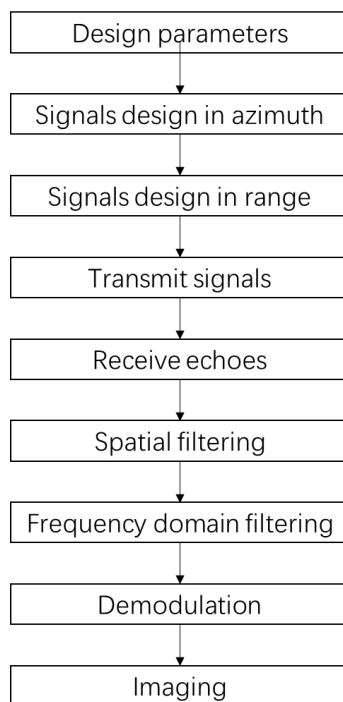 Design parameters
Signals design in azimuth
Signals design in range
Transmit signals
Receive echoes
Spatial filtering
Frequency domain filtering
Demodulation
Imaging